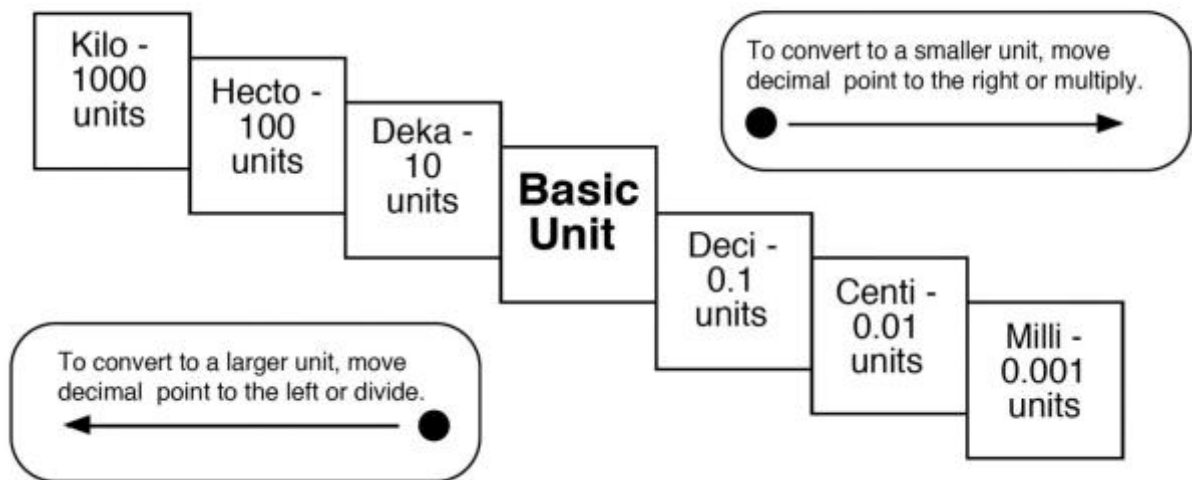 Kilo -
1000
units
Hecto -
100
units
Deka -
10
units
Basic
Unit
Deci -
0.1
units
Centi -
0.01
units
Milli -
0.001
units
To convert to a smaller unit, move
decimal point to the right or multiply.
To convert to a larger unit, move
decimal point to the left or divide.